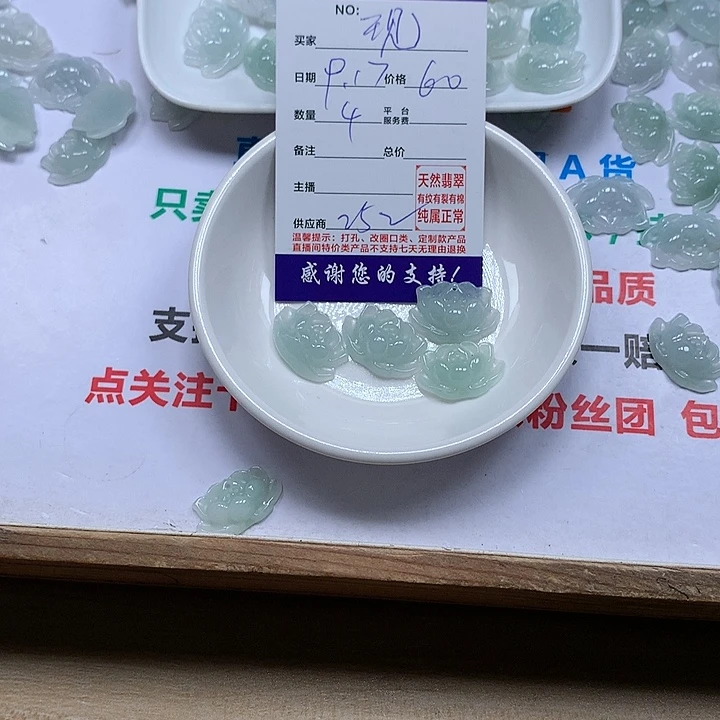 NO:
买家 现
日期 9.17 价格 60
数量 4 平台服务费
备注 总价
主播
天然翡翠
有纹有裂有棉
纯属正常
供应商 252
温馨提示：打孔、改圈口类、定制款产品
直播间特价类产品不支持七天无理由退换
感谢您的支持！
A货
只
品质
支
一赔
点关注
粉丝团 包